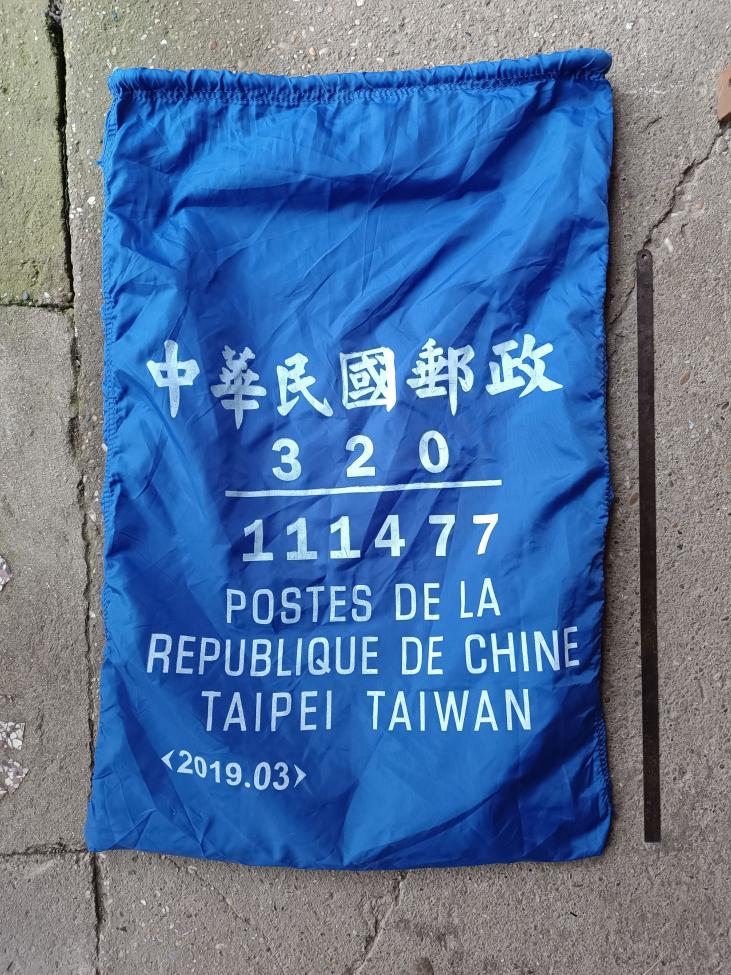 中華民國郵政
320
111477
POSTES DE LA
REPUBLIQUE DE CHINE
TAIPEI TAIWAN
<2019.03>